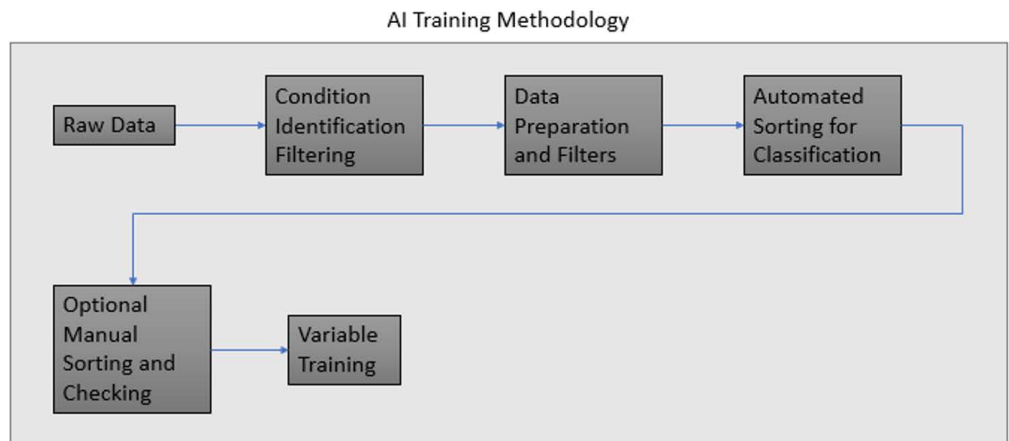 AI Training Methodology
Raw Data
Condition
Identification
Filtering
Data
Preparation
and Filters
Automated
Sorting for
Classification
Optional
Manual
Sorting and
Checking
Variable
Training